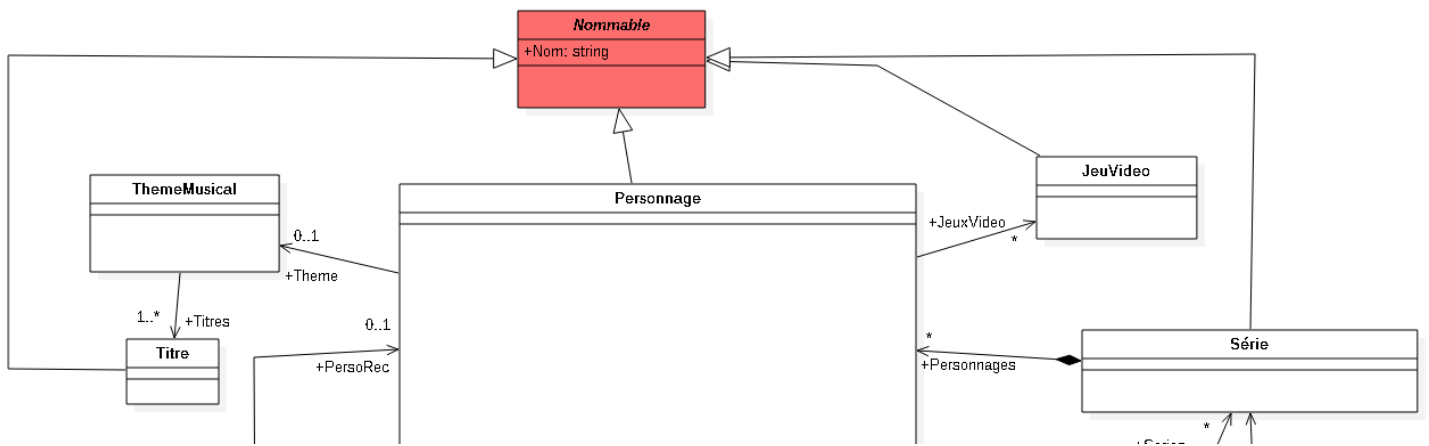 Nommable
+Nom: string
JeuVideo
ThemeMusical
Personnage
+JeuxVideo
*
0..1
+Theme
1..*
+Titres
0..1
+PersoRec
Titre
*
+Personnages
Série
*